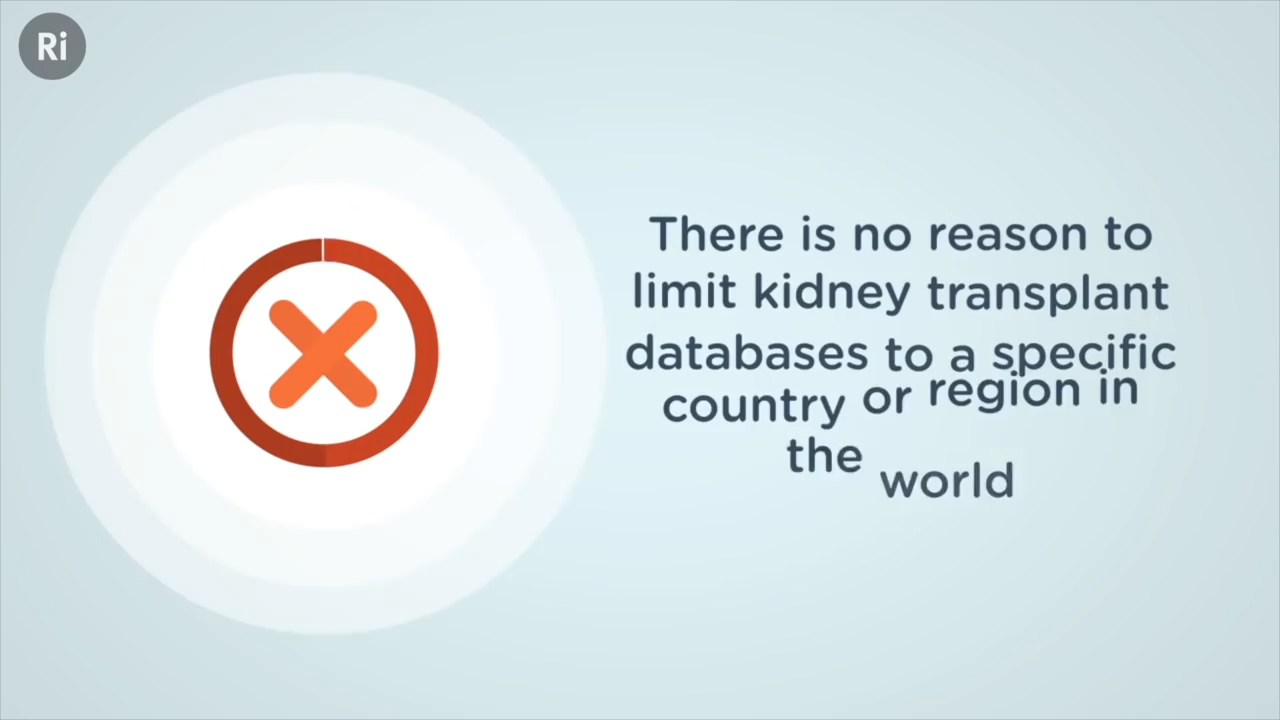 Ri
There is no reason to
limit kidney transplant
databases to a specific
country or region in
the world